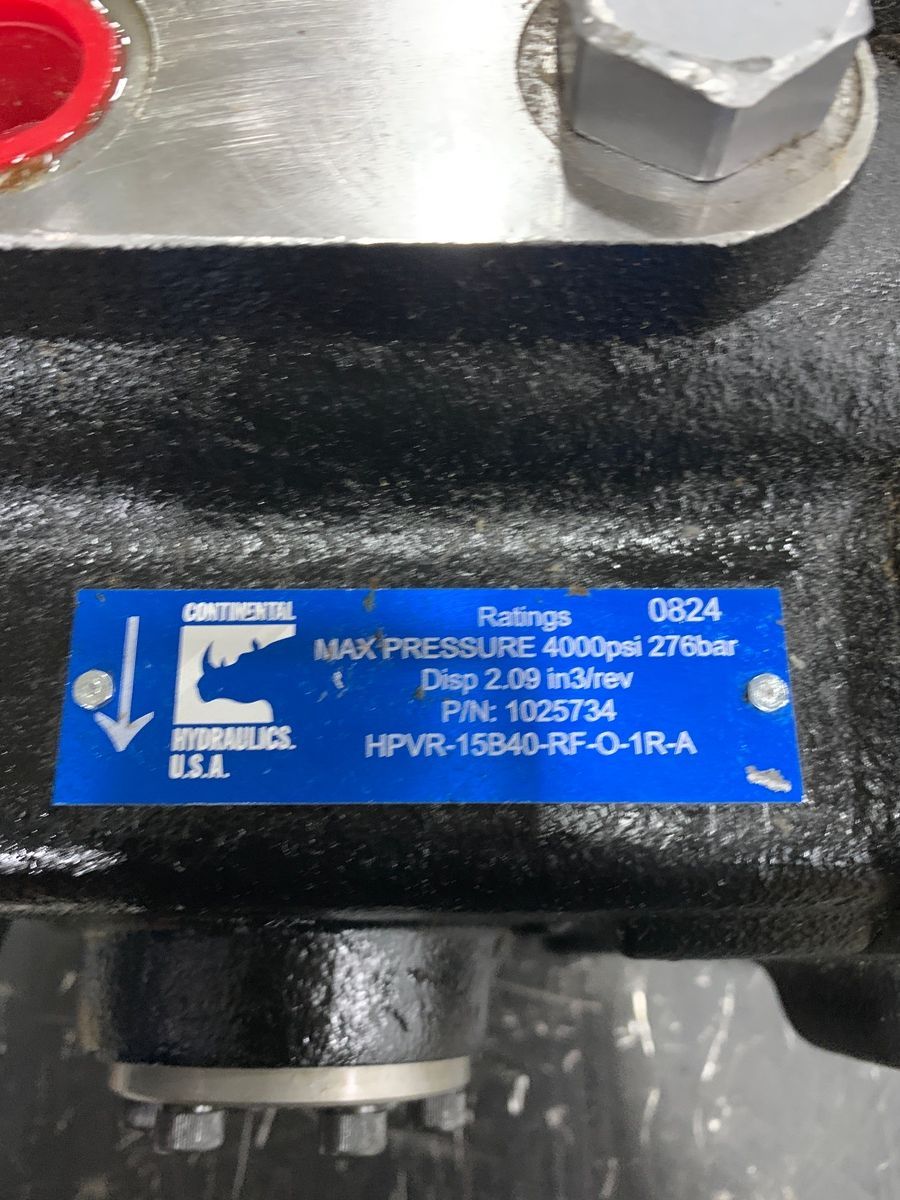 CONTINENTAL
HYDRAULICS.
U.S.A.
Ratings 0824
MAX PRESSURE 4000psi 276bar
Disp 2.09 in3/rev
P/N: 1025734
HPVR-15B40-RF-O-1R-A